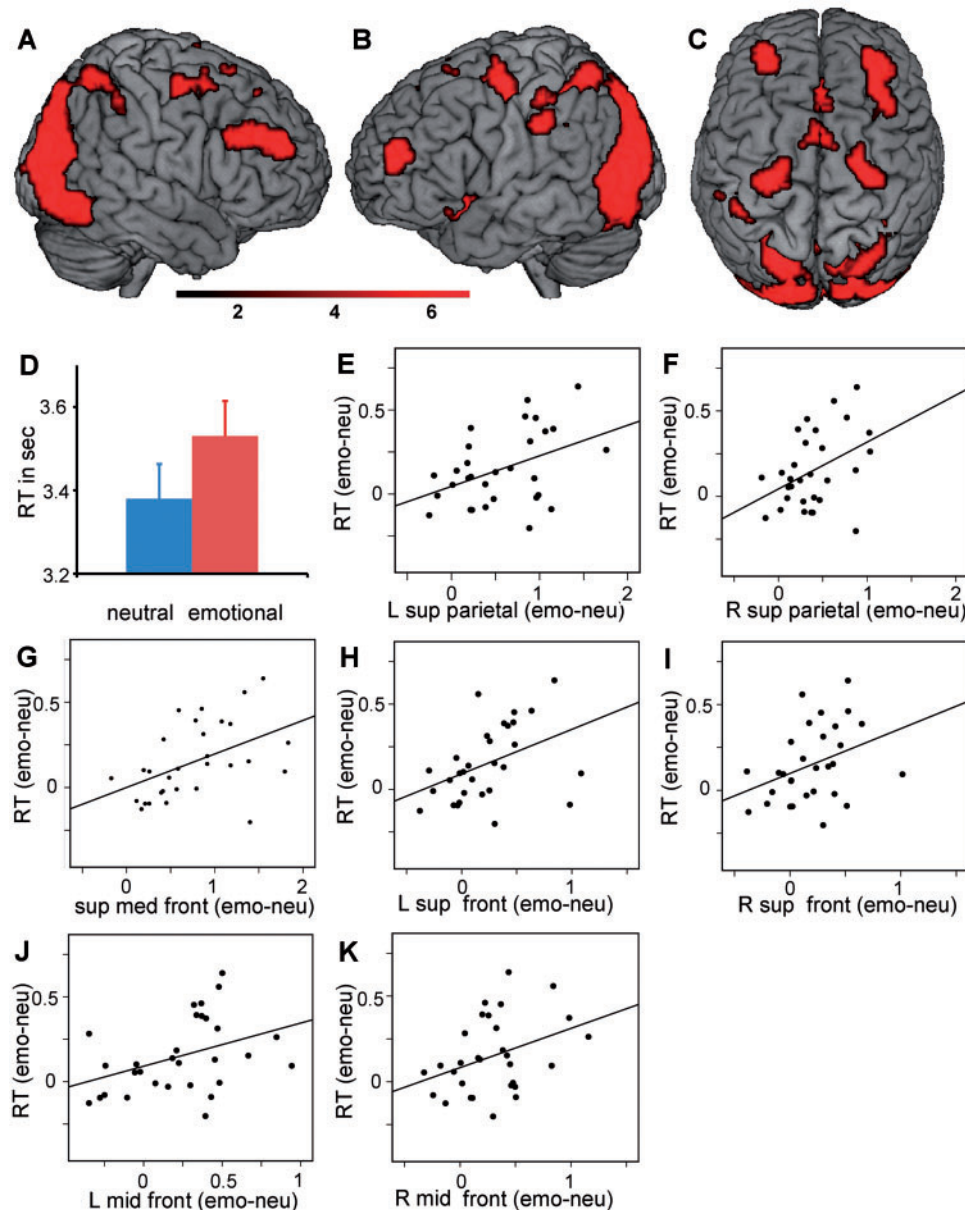 A B C
2 4 6
D
3.6
3.4
3.2
RT in sec
neutral emotional
E
0.5
0
RT (emo-neu)
0 1 2
L sup parietal (emo-neu)
F
0.5
0
RT (emo-neu)
0 1 2
R sup parietal (emo-neu)
G
0.5
0
RT (emo-neu)
0 1 2
sup med front (emo-neu)
H
0.5
0
RT (emo-neu)
0 1
L sup front (emo-neu)
I
0.5
0
RT (emo-neu)
0 1
R sup front (emo-neu)
J
0.5
0
RT (emo-neu)
0 0.5 1
L mid front (emo-neu)
K
0.5
0
RT (emo-neu)
0 1
R mid front (emo-neu)